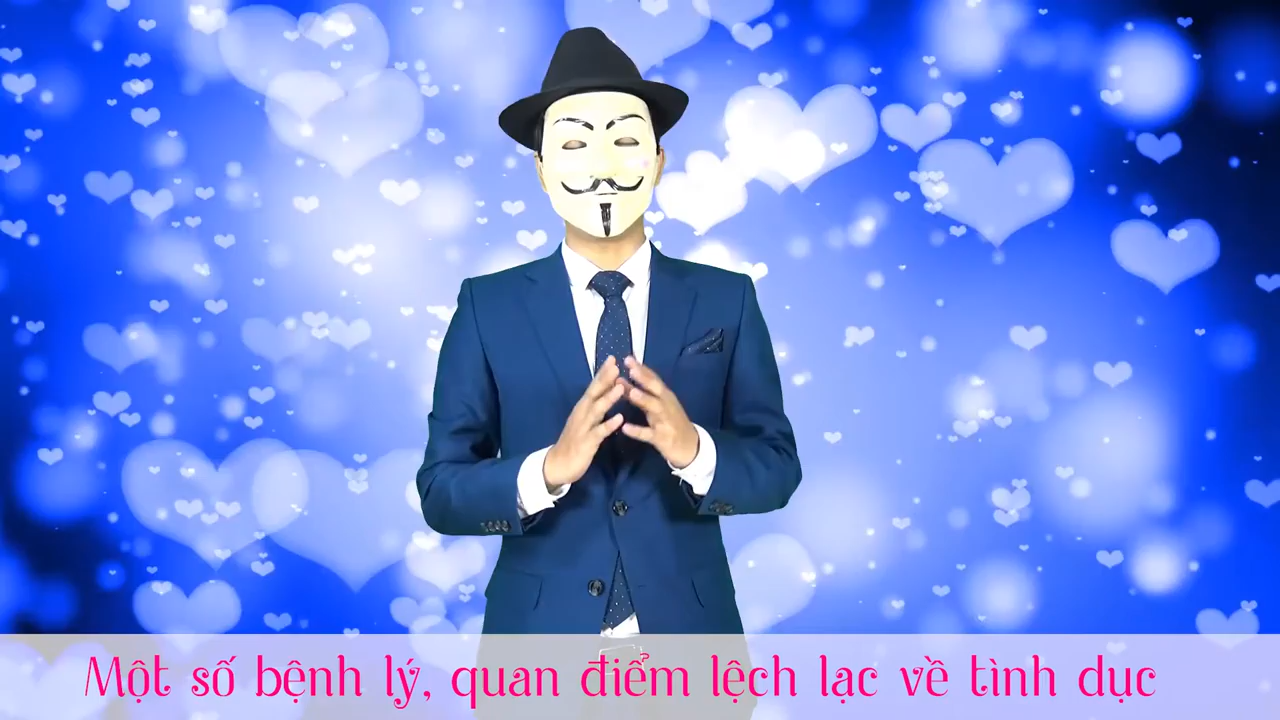 Một số bệnh lý, quan điểm lệch lạc về tình dục